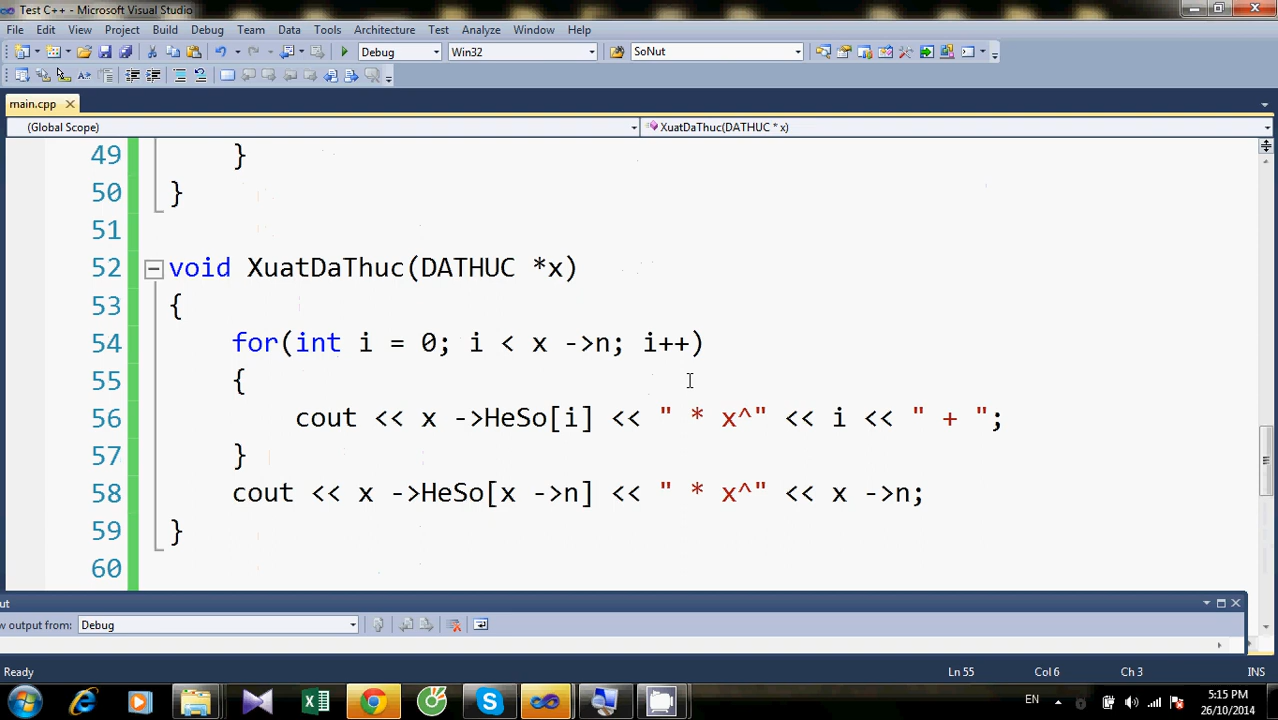 Test C++ - Microsoft Visual Studio
File Edit View Project Build Debug Team Data Tools Architecture Test Analyze Window Help
Debug Win32 SoNut
main.cpp
(Global Scope) XuatDaThuc(DATHUC * x)
49 }
50 }
51
52 void XuatDaThuc(DATHUC *x)
53 {
54 for(int i = 0; i < x ->n; i++)
55 {
56 cout << x ->HeSo[i] << " * x^" << i << " + ";
57 }
58 cout << x ->HeSo[x ->n] << " * x^" << x ->n;
59 }
60
ut
w output from: Debug
Ready Ln 55 Col 6 Ch 3 INS
EN 5:15 PM
26/10/2014